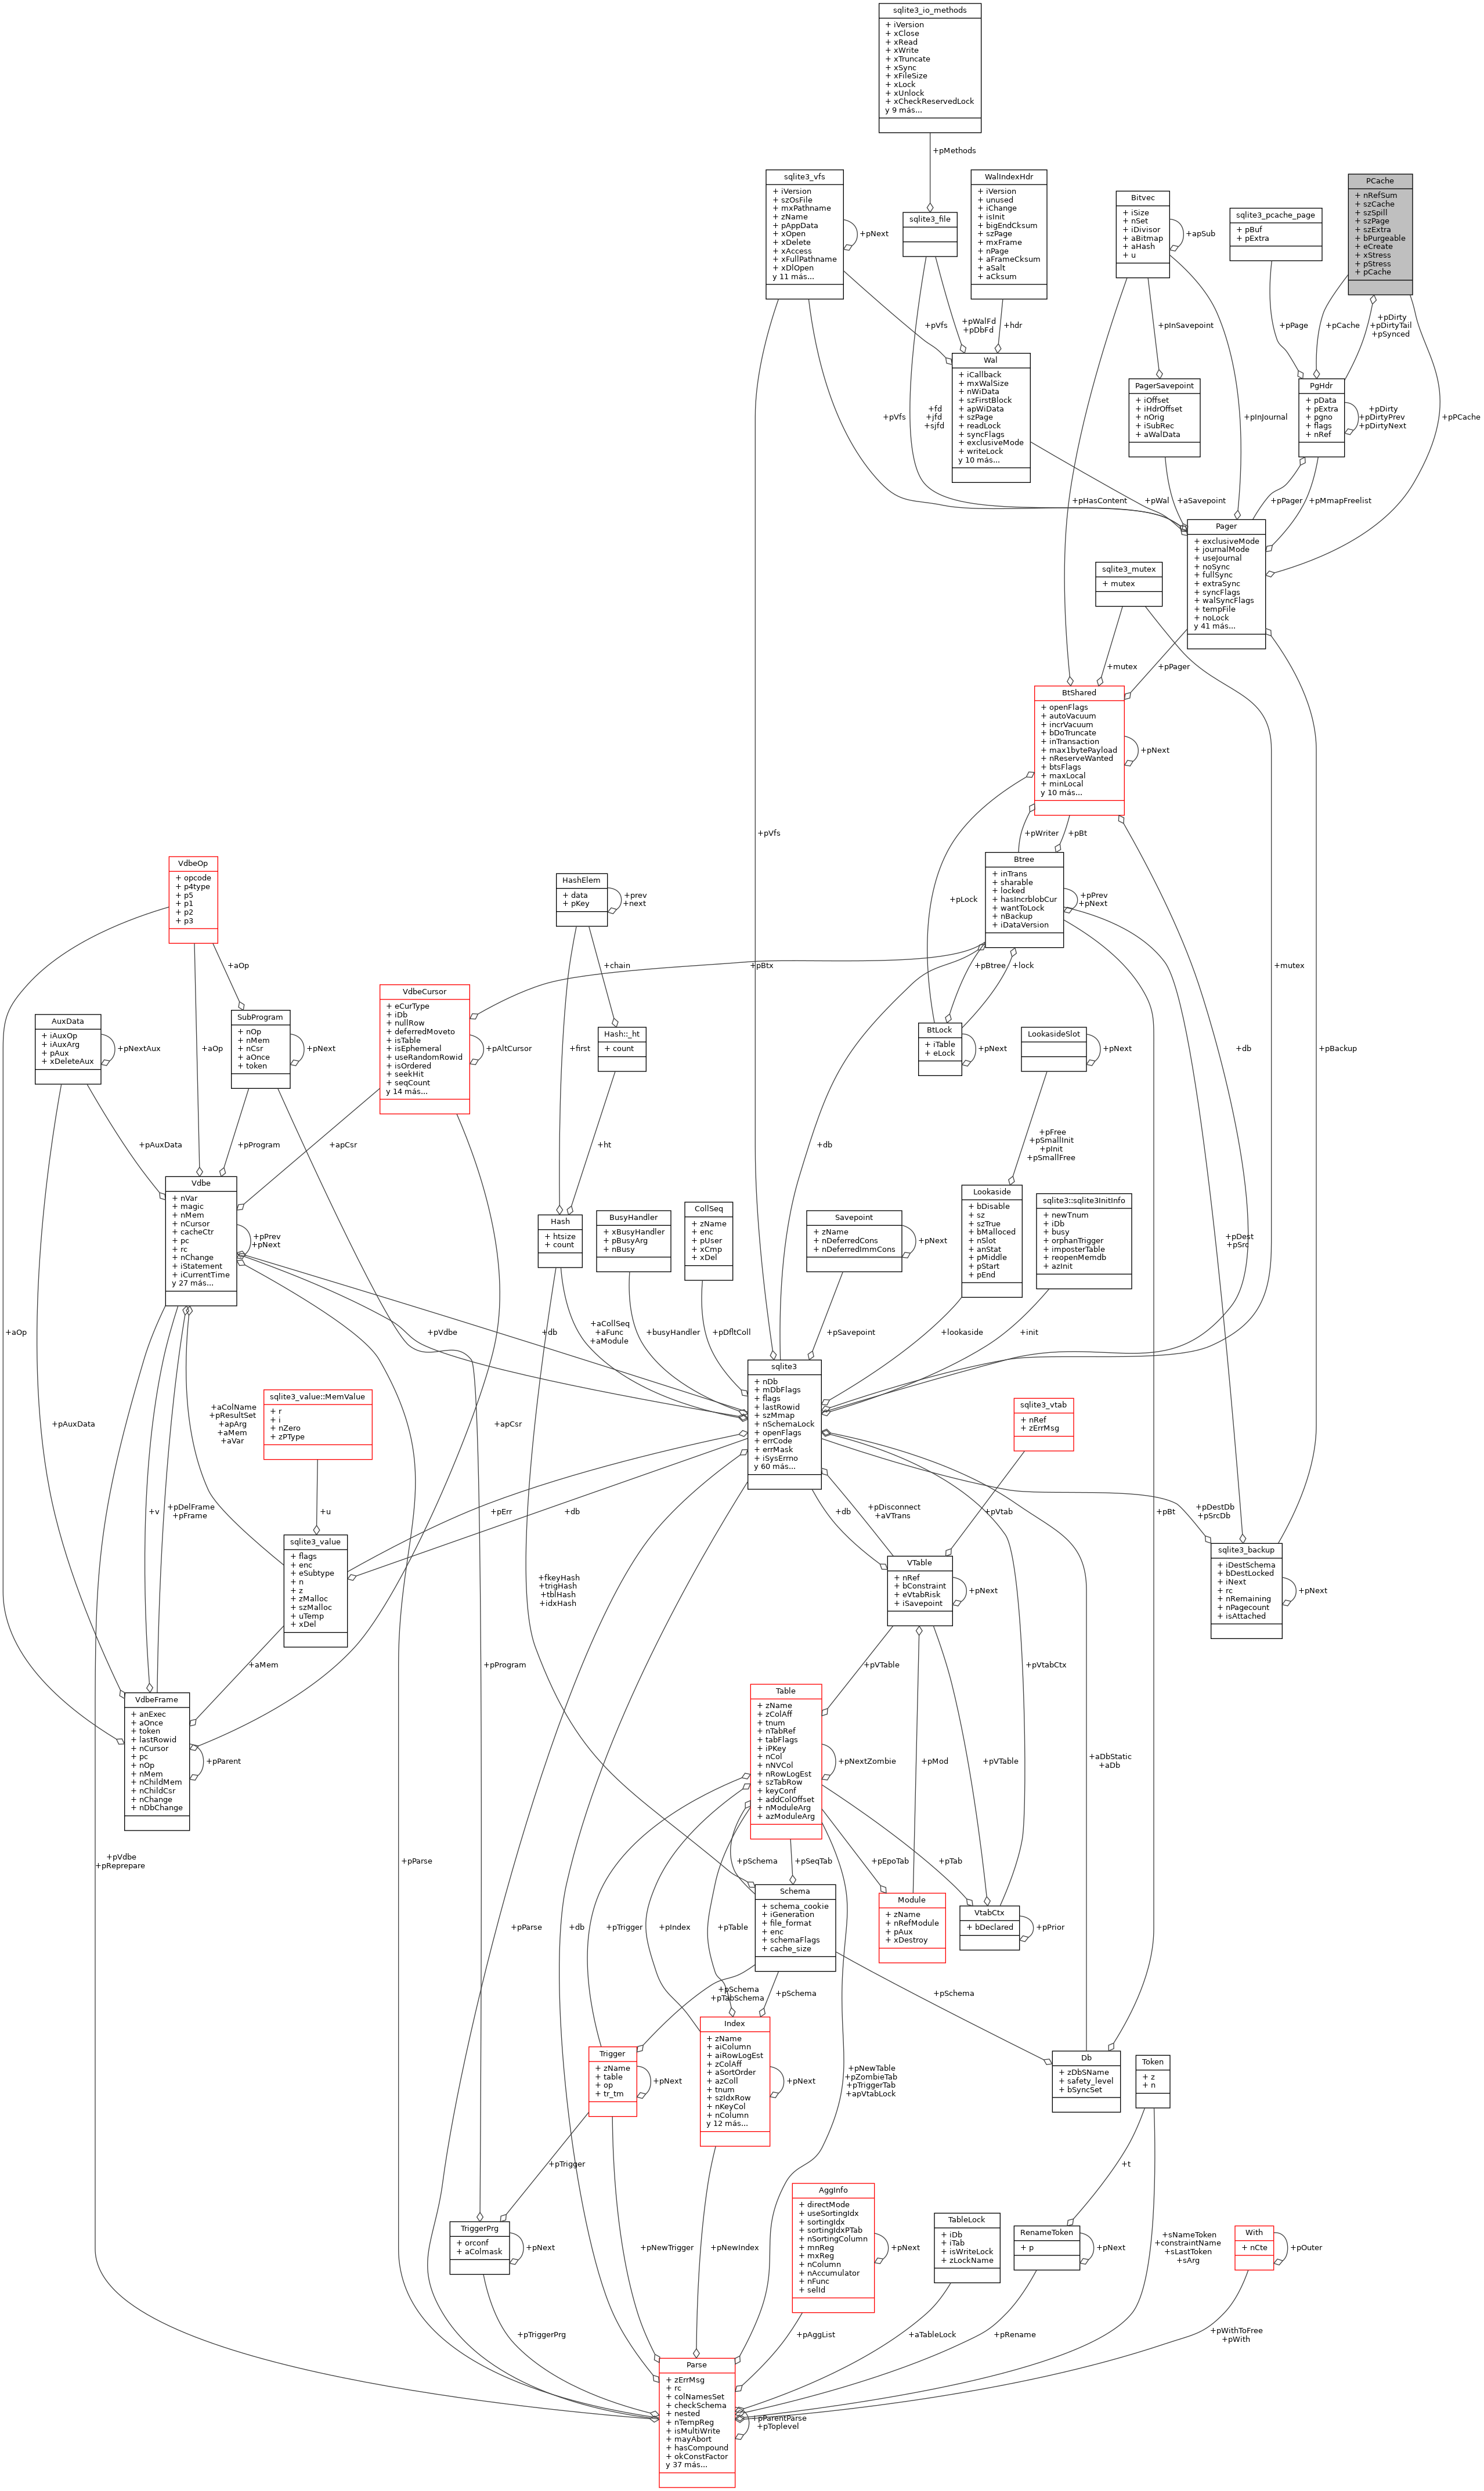 sqlite3_io_methods
+ iVersion
+ xClose
+ xRead
+ xWrite
+ xTruncate
+ xSync
+ xFileSize
+ xLock
+ xUnlock
+ xCheckReservedLock
y 9 más...
+pMethods
sqlite3_vfs
+ iVersion
+ szOsFile
+ mxPathname
+ zName
+ pAppData
+ xOpen
+ xDelete
+ xAccess
+ xFullPathname
+ xDlOpen
y 11 más...
+pNext
sqlite3_file
WalIndexHdr
+ iVersion
+ unused
+ iChange
+ isInit
+ bigEndCksum
+ szPage
+ mxFrame
+ nPage
+ aFrameCksum
+ aSalt
+ aCksum
Bitvec
+ iSize
+ nSet
+ iDivisor
+ aBitmap
+ aHash
+ u
+apSub
sqlite3_pcache_page
+ pBuf
+ pExtra
PCache
+ nRefSum
+ szCache
+ szSpill
+ szPage
+ szExtra
+ bPurgeable
+ eCreate
+ xStress
+ pStress
+ pCache
+pVfs
+pWalFd
+pDbFd
+hdr
+pInSavepoint
+pPage
+pCache
+pDirty
+pDirtyTail
+pSynced
Wal
+ iCallback
+ mxWalSize
+ nWiData
+ szFirstBlock
+ apWiData
+ szPage
+ readLock
+ syncFlags
+ exclusiveMode
+ writeLock
y 10 más...
PagerSavepoint
+ iOffset
+ iHdrOffset
+ nOrig
+ iSubRec
+ aWalData
PgHdr
+ pData
+ pExtra
+ pgno
+ flags
+ nRef
+pDirty
+pDirtyPrev
+pDirtyNext
+pVfs
+fd
+jfd
+sjfd
+pInJournal
+pPCache
+pHasContent
+pWal
+aSavepoint
+pPager
+pMmapFreelist
Pager
+ exclusiveMode
+ journalMode
+ useJournal
+ noSync
+ fullSync
+ extraSync
+ syncFlags
+ walSyncFlags
+ tempFile
+ noLock
y 41 más...
sqlite3_mutex
+ mutex
+mutex
+pPager
BtShared
+ openFlags
+ autoVacuum
+ incrVacuum
+ bDoTruncate
+ inTransaction
+ max1bytePayload
+ nReserveWanted
+ btsFlags
+ maxLocal
+ minLocal
y 10 más...
+pNext
+pVfs
+pWriter
+pBt
Btree
+ inTrans
+ sharable
+ locked
+ hasIncrblobCur
+ wantToLock
+ nBackup
+ iDataVersion
+pPrev
+pNext
VdbeOp
+ opcode
+ p4type
+ p5
+ p1
+ p2
+ p3
HashElem
+ data
+ pKey
+prev
+next
+pLock
+aOp
+chain
+pBtx
+pBtree
+lock
+mutex
VdbeCursor
+ eCurType
+ iDb
+ nullRow
+ deferredMoveto
+ isTable
+ isEphemeral
+ useRandomRowid
+ isOrdered
+ seekHit
+ seqCount
y 14 más...
+pAltCursor
AuxData
+ iAuxOp
+ iAuxArg
+ pAux
+ xDeleteAux
+pNextAux
+aOp
SubProgram
+ nOp
+ nMem
+ nCsr
+ aOnce
+ token
+pNext
+first
Hash::_ht
+ count
BtLock
+ iTable
+ eLock
+pNext
LookasideSlot
+pNext
+db
+pBackup
+pAuxData
+pProgram
+apCsr
+ht
+db
+pFree
+pSmallInit
+pInit
+pSmallFree
Vdbe
+ nVar
+ magic
+ nMem
+ nCursor
+ cacheCtr
+ pc
+ rc
+ nChange
+ iStatement
+ iCurrentTime
y 27 más...
+pPrev
+pNext
Hash
+ htsize
+ count
BusyHandler
+ xBusyHandler
+ pBusyArg
+ nBusy
CollSeq
+ zName
+ enc
+ pUser
+ xCmp
+ xDel
Savepoint
+ zName
+ nDeferredCons
+ nDeferredImmCons
+pNext
Lookaside
+ bDisable
+ sz
+ szTrue
+ bMalloced
+ nSlot
+ anStat
+ pMiddle
+ pStart
+ pEnd
sqlite3::sqlite3InitInfo
+ newTnum
+ iDb
+ busy
+ orphanTrigger
+ imposterTable
+ reopenMemdb
+ azInit
+pDest
+pSrc
+aOp
+pVdbe
+db
+aCollSeq
+aFunc
+aModule
+busyHandler
+pDfltColl
+pSavepoint
+lookaside
+init
sqlite3
+ nDb
+ mDbFlags
+ flags
+ lastRowid
+ szMmap
+ nSchemaLock
+ openFlags
+ errCode
+ errMask
+ iSysErrno
y 60 más...
+pAuxData
+aColName
+pResultSet
+apArg
+aMem
+aVar
sqlite3_value::MemValue
+ r
+ i
+ nZero
+ zPType
+apCsr
sqlite3_vtab
+ nRef
+ zErrMsg
+v
+pDelFrame
+pFrame
+u
+pErr
+db
+db
+pDisconnect
+aVTrans
+pVtab
+pBt
+pDestDb
+pSrcDb
sqlite3_value
+ flags
+ enc
+ eSubtype
+ n
+ z
+ zMalloc
+ szMalloc
+ uTemp
+ xDel
+fkeyHash
+trigHash
+tblHash
+idxHash
VTable
+ nRef
+ bConstraint
+ eVtabRisk
+ iSavepoint
+pNext
sqlite3_backup
+ iDestSchema
+ bDestLocked
+ iNext
+ rc
+ nRemaining
+ nPagecount
+ isAttached
+pNext
+aMem
+pProgram
+pVTable
+pVtabCtx
VdbeFrame
+ anExec
+ aOnce
+ token
+ lastRowid
+ nCursor
+ pc
+ nOp
+ nMem
+ nChildMem
+ nChildCsr
+ nChange
+ nDbChange
+pParent
Table
+ zName
+ zColAff
+ tnum
+ nTabRef
+ tabFlags
+ iPKey
+ nCol
+ nNVCol
+ nRowLogEst
+ szTabRow
+ keyConf
+ addColOffset
+ nModuleArg
+ azModuleArg
+pNextZombie
+pMod
+pVTable
+aDbStatic
+aDb
+pVdbe
+pReprepare
+pParse
+pSchema
+pSeqTab
+pEpoTab
+pTab
Schema
+ schema_cookie
+ iGeneration
+ file_format
+ enc
+ schemaFlags
+ cache_size
Module
+ zName
+ nRefModule
+ pAux
+ xDestroy
VtabCtx
+ bDeclared
+pPrior
+pParse
+db
+pTrigger
+pIndex
+pTable
+pSchema
+pTabSchema
+pSchema
+pSchema
Index
+ zName
+ aiColumn
+ aiRowLogEst
+ zColAff
+ aSortOrder
+ azColl
+ tnum
+ szIdxRow
+ nKeyCol
+ nColumn
y 12 más...
+pNext
Trigger
+ zName
+ table
+ op
+ tr_tm
+pNext
+pNewTable
+pZombieTab
+pTriggerTab
+apVtabLock
Db
+ zDbSName
+ safety_level
+ bSyncSet
Token
+ z
+ n
+pTrigger
+t
TriggerPrg
+ orconf
+ aColmask
+pNext
+pNewTrigger
+pNewIndex
AggInfo
+ directMode
+ useSortingIdx
+ sortingIdx
+ sortingIdxPTab
+ nSortingColumn
+ mnReg
+ mxReg
+ nColumn
+ nAccumulator
+ nFunc
+ selId
+pNext
TableLock
+ iDb
+ iTab
+ isWriteLock
+ zLockName
RenameToken
+ p
+pNext
+sNameToken
+constraintName
+sLastToken
+sArg
With
+ nCte
+pOuter
+pTriggerPrg
+pAggList
+aTableLock
+pRename
+pWithToFree
+pWith
Parse
+ zErrMsg
+ rc
+ colNamesSet
+ checkSchema
+ nested
+ nTempReg
+ isMultiWrite
+ mayAbort
+ hasCompound
+ okConstFactor
y 37 más...
+pParentParse
+pToplevel